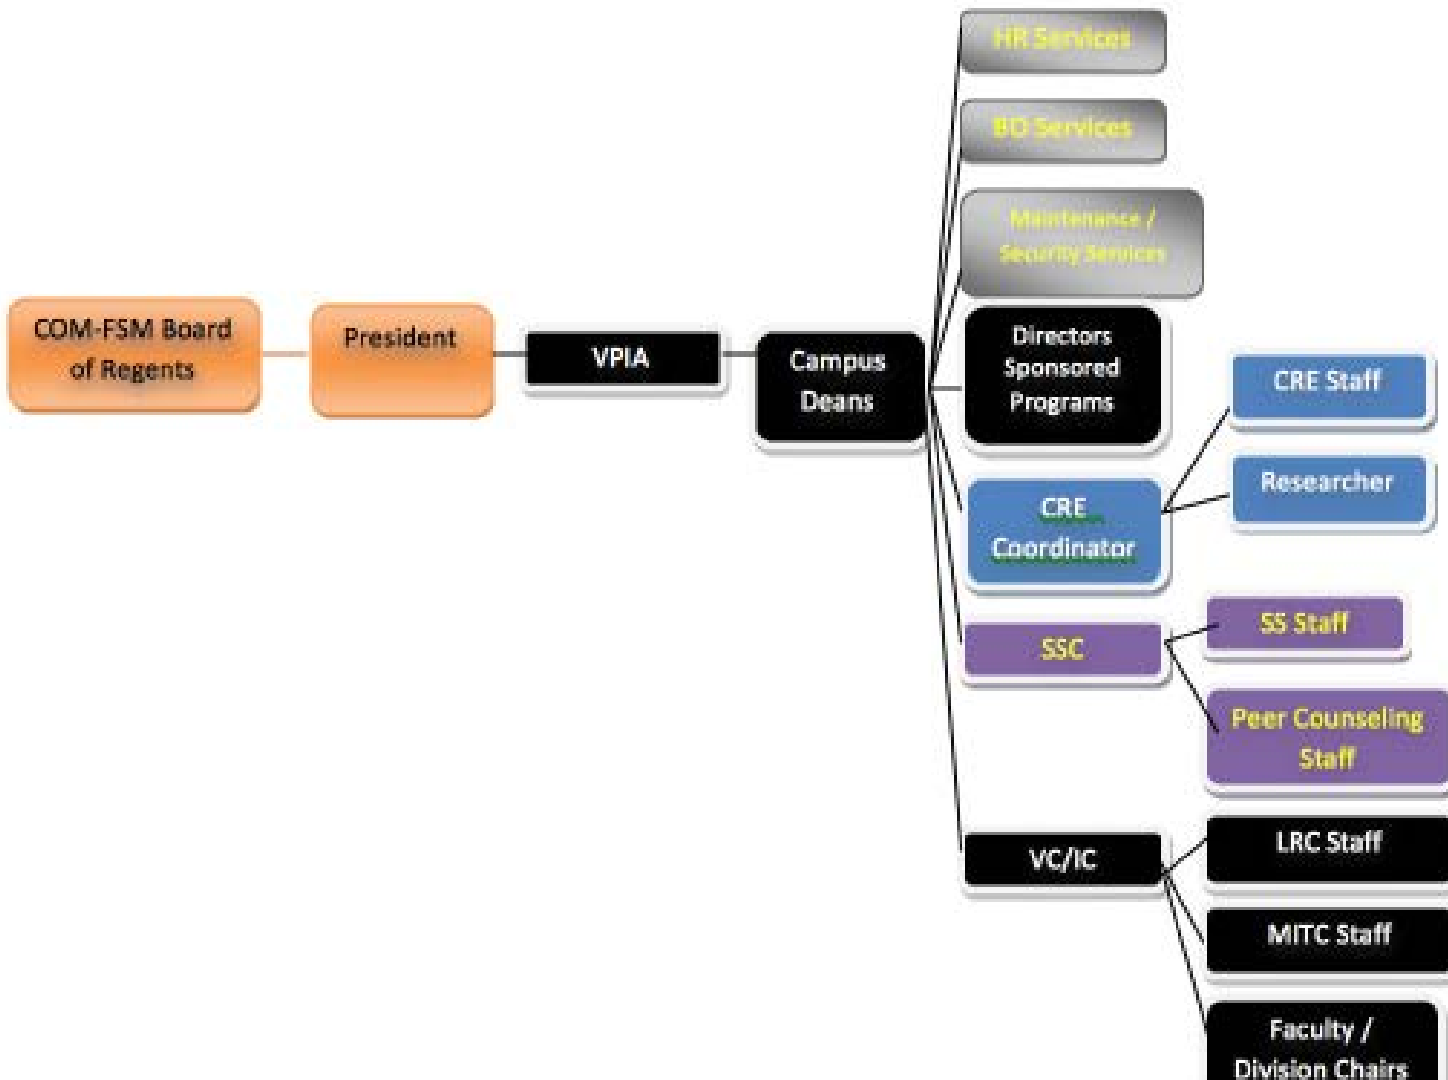 HR Services
BO Services
Maintenance /
Security Services
COM-FSM Board
of Regents
President
VPIA
Campus
Deans
Directors
Sponsored
Programs
CRE
Coordinator
CRE Staff
Researcher
SSC
SS Staff
Peer Counseling
Staff
VC/IC
LRC Staff
MITC Staff
Faculty /
Division Chairs